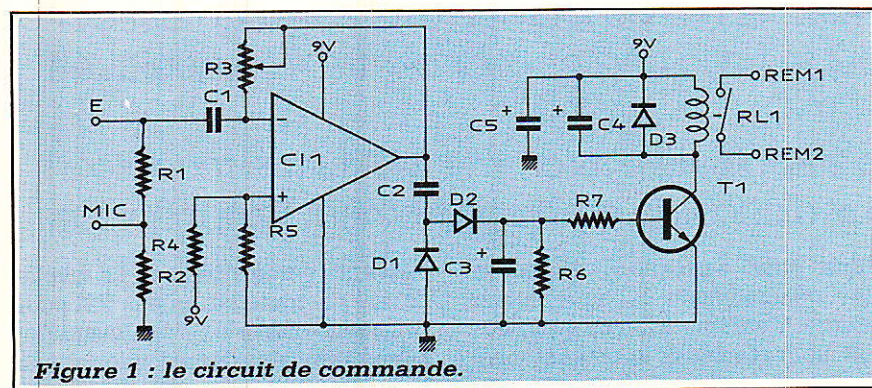 9V
9V
R3
REM1
C1
E
C5
C4
D3
RL1
CI1
REM2
R1
C2
T1
D2
R7
MIC
R4
R5
R2
D1
C3
R6
9V
Figure 1 : le circuit de commande.